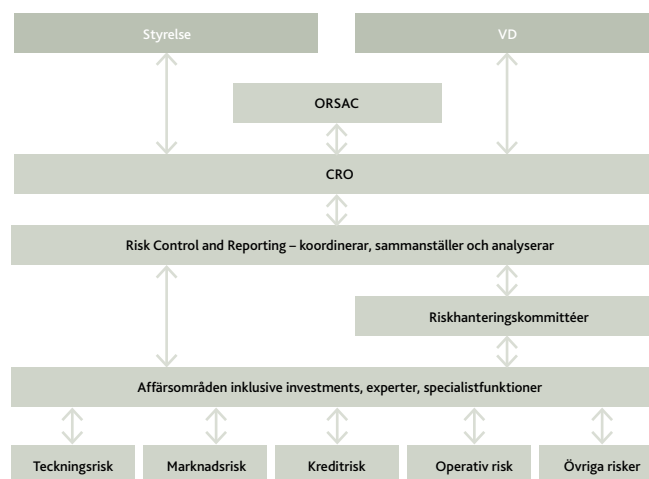 Styrelse
VD
ORSAC
CRO
Risk Control and Reporting – koordinerar, sammanställer och analyserar
Riskhanteringskommittéer
Affärsområden inklusive investments, experter, specialistfunktioner
Teckningsrisk
Marknadsrisk
Kreditrisk
Operativ risk
Övriga risker